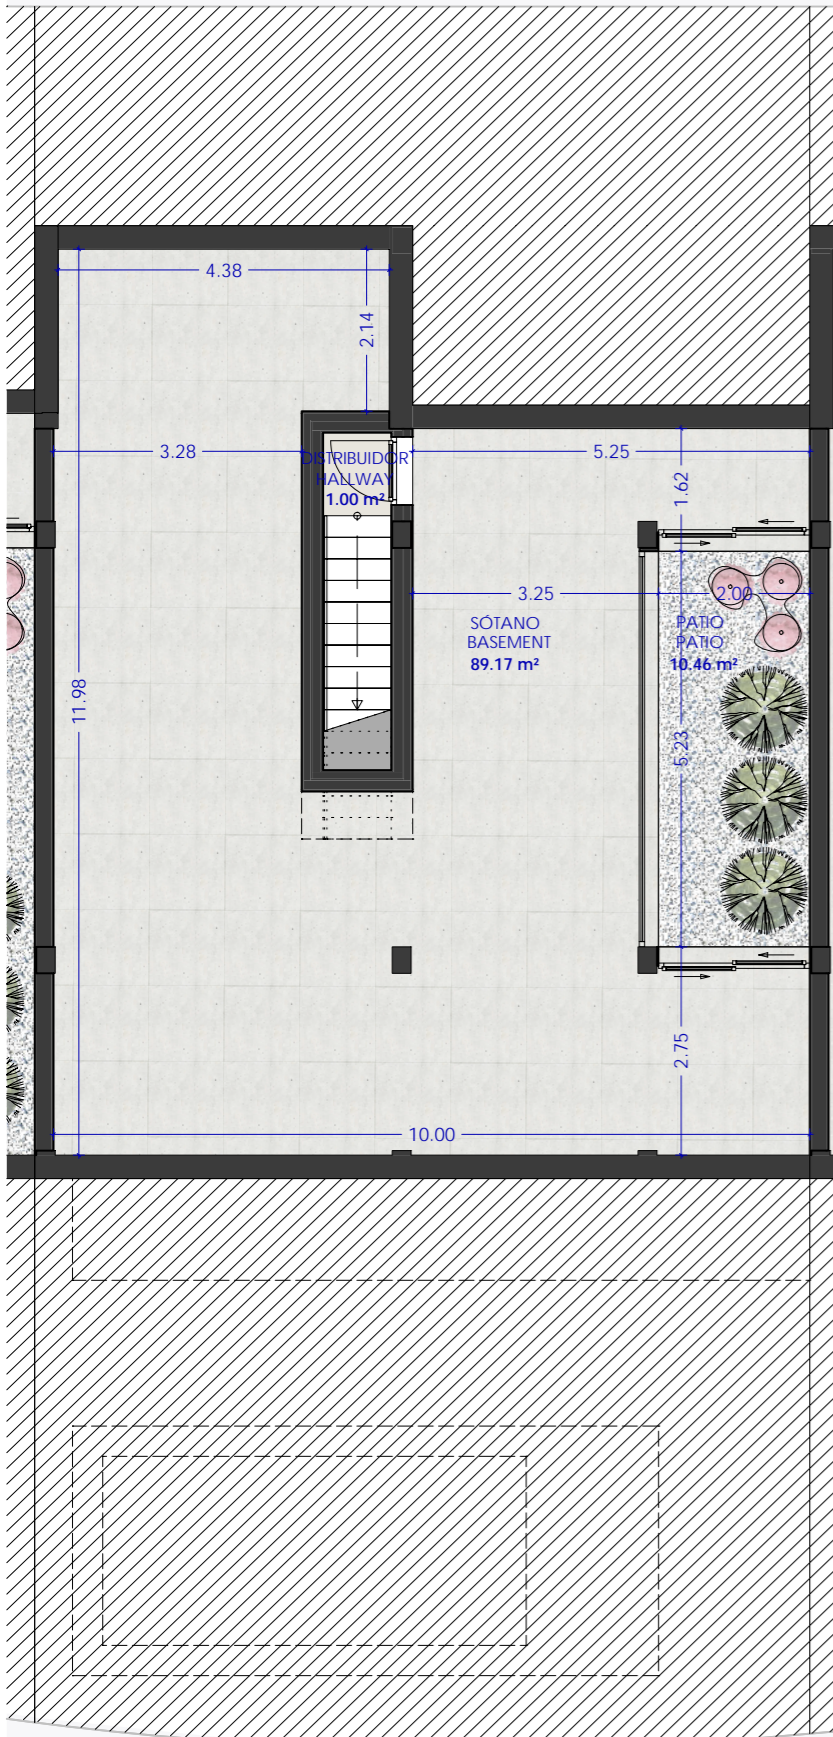 4.38
2.14
3.28
5.25
DISTRIBUIDOR
HALLWAY
1.00 m²
1.62
3.25
2.00
SÓTANO
BASEMENT
89.17 m²
PATIO
PATIO
10.46 m²
11.98
5.23
2.75
10.00